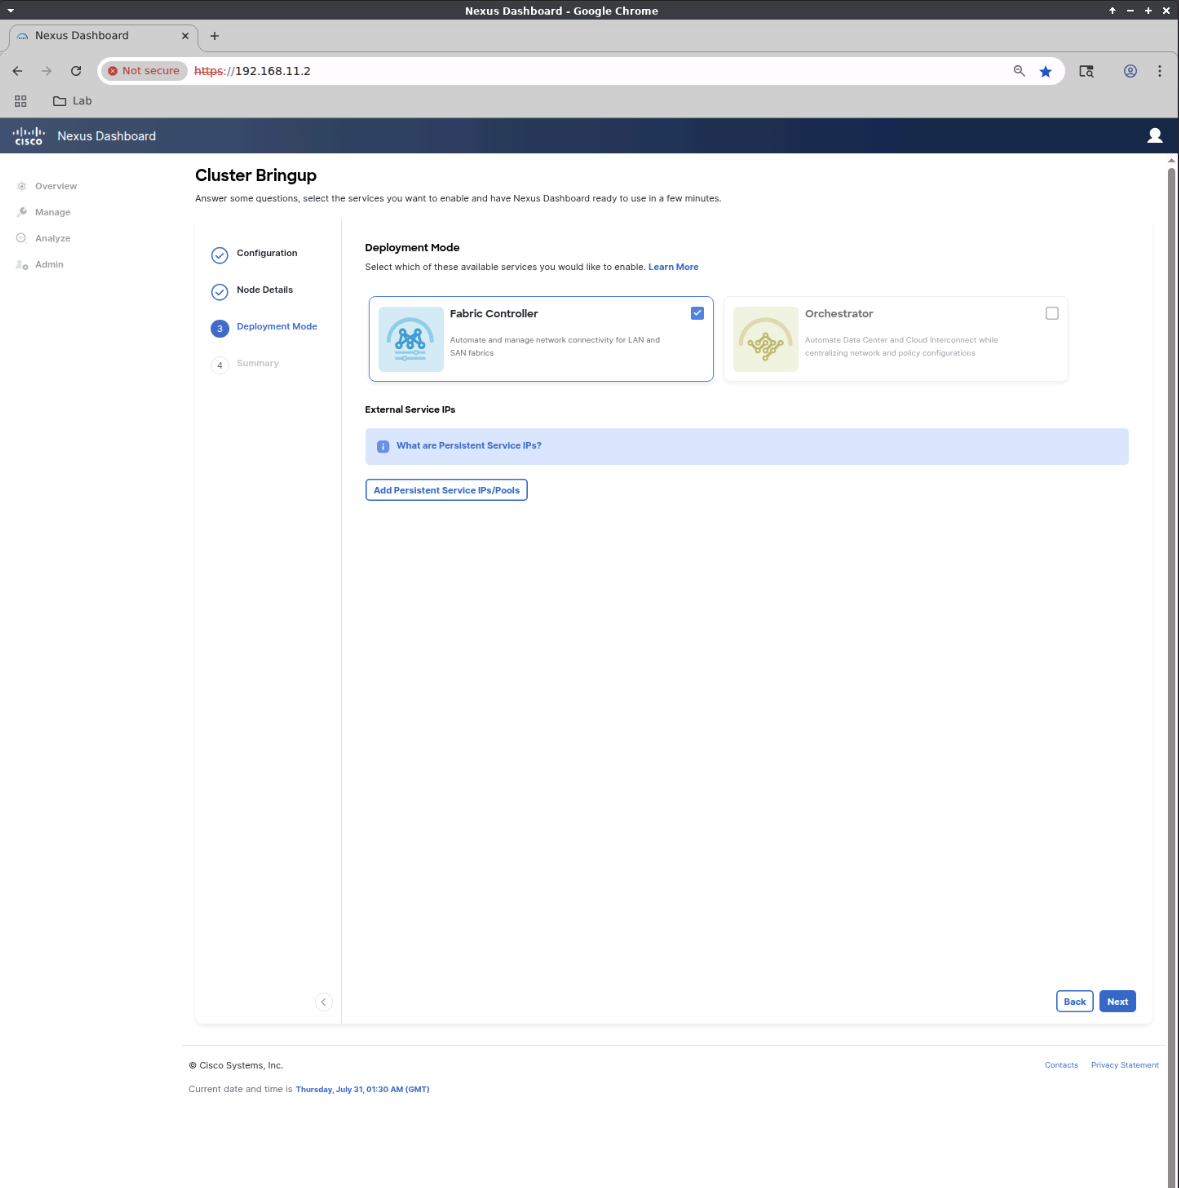 Nexus Dashboard - Google Chrome
Nexus Dashboard
Not secure
https://192.168.11.2
Lab
cisco
Nexus Dashboard
Overview
Manage
Analyze
Admin
Cluster Bringup
Answer some questions, select the services you want to enable and have Nexus Dashboard ready to use in a few minutes.
Configuration
Node Details
3 Deployment Mode
4 Summary
Deployment Mode
Select which of these available services you would like to enable. Learn More
Fabric Controller
Automate and manage network connectivity for LAN and
SAN fabrics
Orchestrator
Automate Data Center and Cloud Interconnect while
centralizing network and policy configurations
External Service IPs
What are Persistent Service IPs?
Add Persistent Service IPs/Pools
Back
Next
© Cisco Systems, Inc.
Contacts
Privacy Statement
Current date and time is Thursday, July 31, 01:30 AM (GMT)